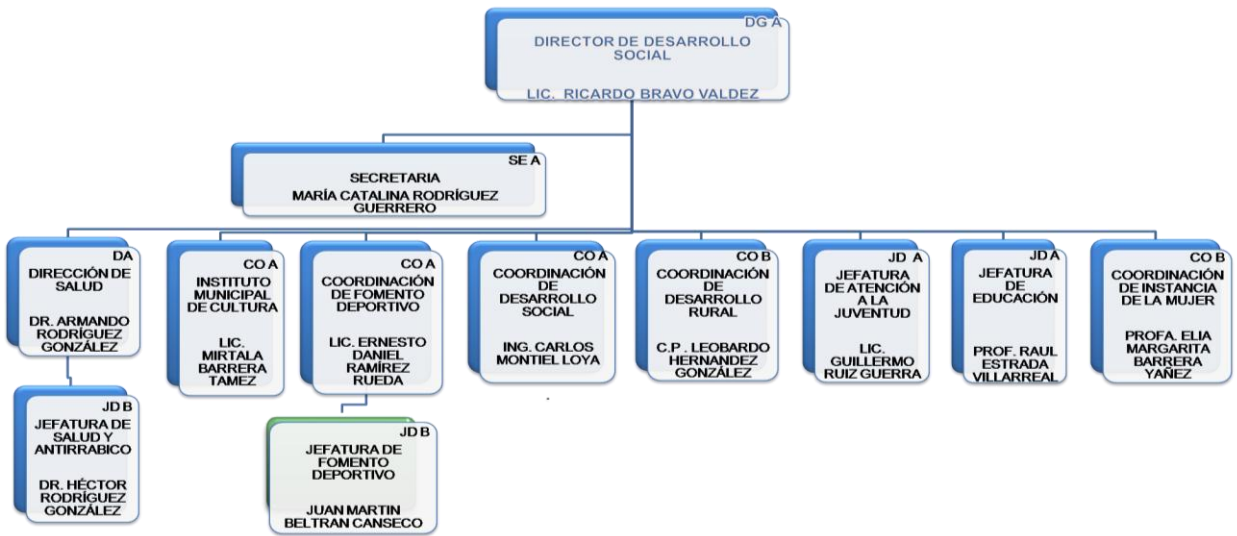 DG A
DIRECTOR DE DESARROLLO
SOCIAL
LIC. RICARDO BRAVO VALDEZ
SE A
SECRETARIA
MARÍA CATALINA RODRÍGUEZ
GUERRERO
DA
DIRECCIÓN DE
SALUD
DR. ARMANDO
RODRÍGUEZ
GONZÁLEZ
CO A
INSTITUTO
MUNICIPAL
DE CULTURA
LIC.
MIRTALA
BARRERA
TAMEZ
CO A
COORDINACIÓN
DE FOMENTO
DEPORTIVO
LIC. ERNESTO
DANIEL
RAMÍREZ
RUEDA
CO A
COORDINACIÓN
DE
DESARROLLO
SOCIAL
ING. CARLOS
MONTIEL LOYA
CO B
COORDINACIÓN
DE
DESARROLLO
RURAL
C.P . LEOBARDO
HERNANDEZ
GONZÁLEZ
JD A
JEFATURA
DE ATENCIÓN
A LA
JUVENTUD
LIC.
GUILLERMO
RUIZ GUERRA
JD A
JEFATURA
DE
EDUCACIÓN
PROF. RAUL
ESTRADA
VILLARREAL
CO B
COORDINACIÓN
DE INSTANCIA
DE LA MUJER
PROFA. ELIA
MARGARITA
BARRERA
YAÑEZ
JD B
JEFATURA DE
SALUD Y
ANTIRRABICO
DR. HÉCTOR
RODRÍGUEZ
GONZÁLEZ
JD B
JEFATURA DE
FOMENTO
DEPORTIVO
JUAN MARTIN
BELTRAN CANSECO